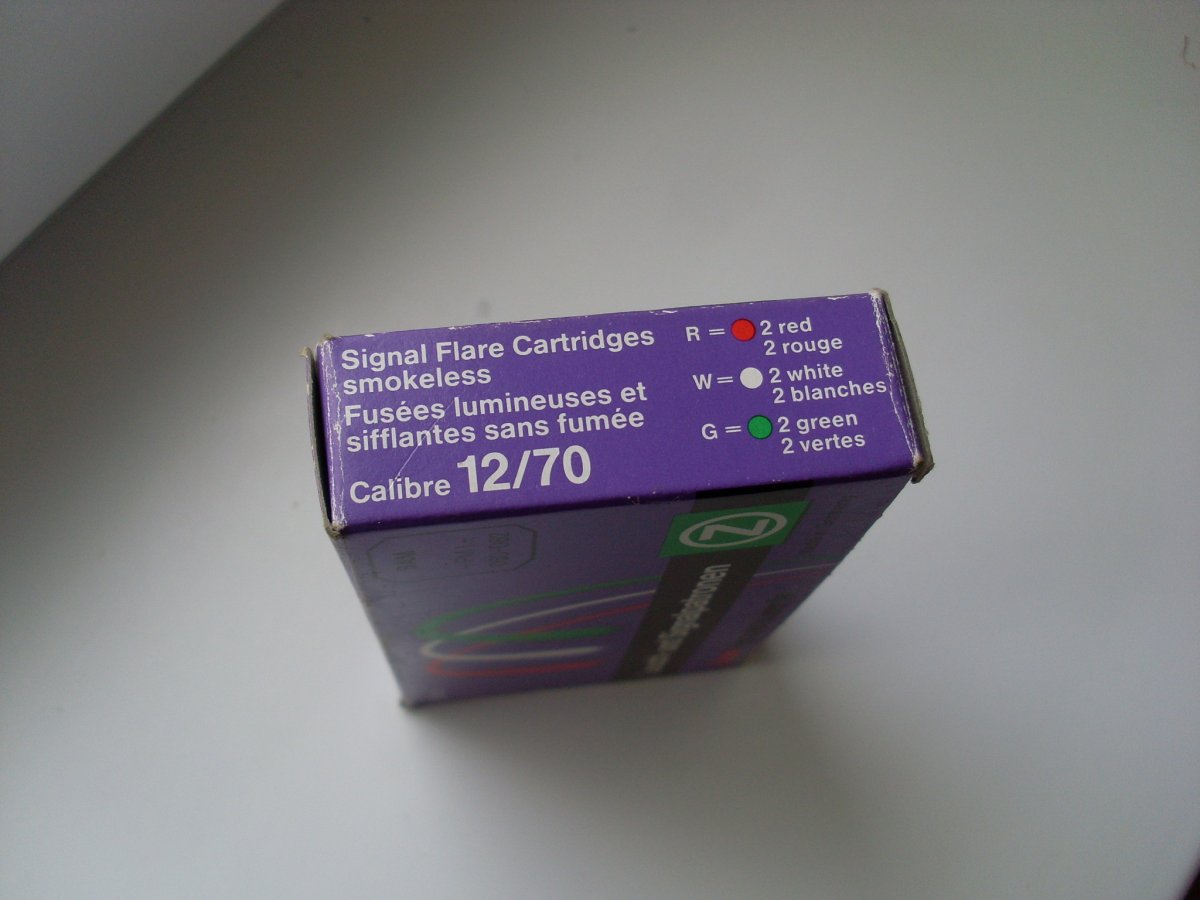 Signal Flare Cartridges
smokeless
Fusées lumineuses et
sifflantes sans fumée
Calibre 12/70
R = 2 red
2 rouge
W = 2 white
2 blanches
G = 2 green
2 vertes
Z
Signalpatronen